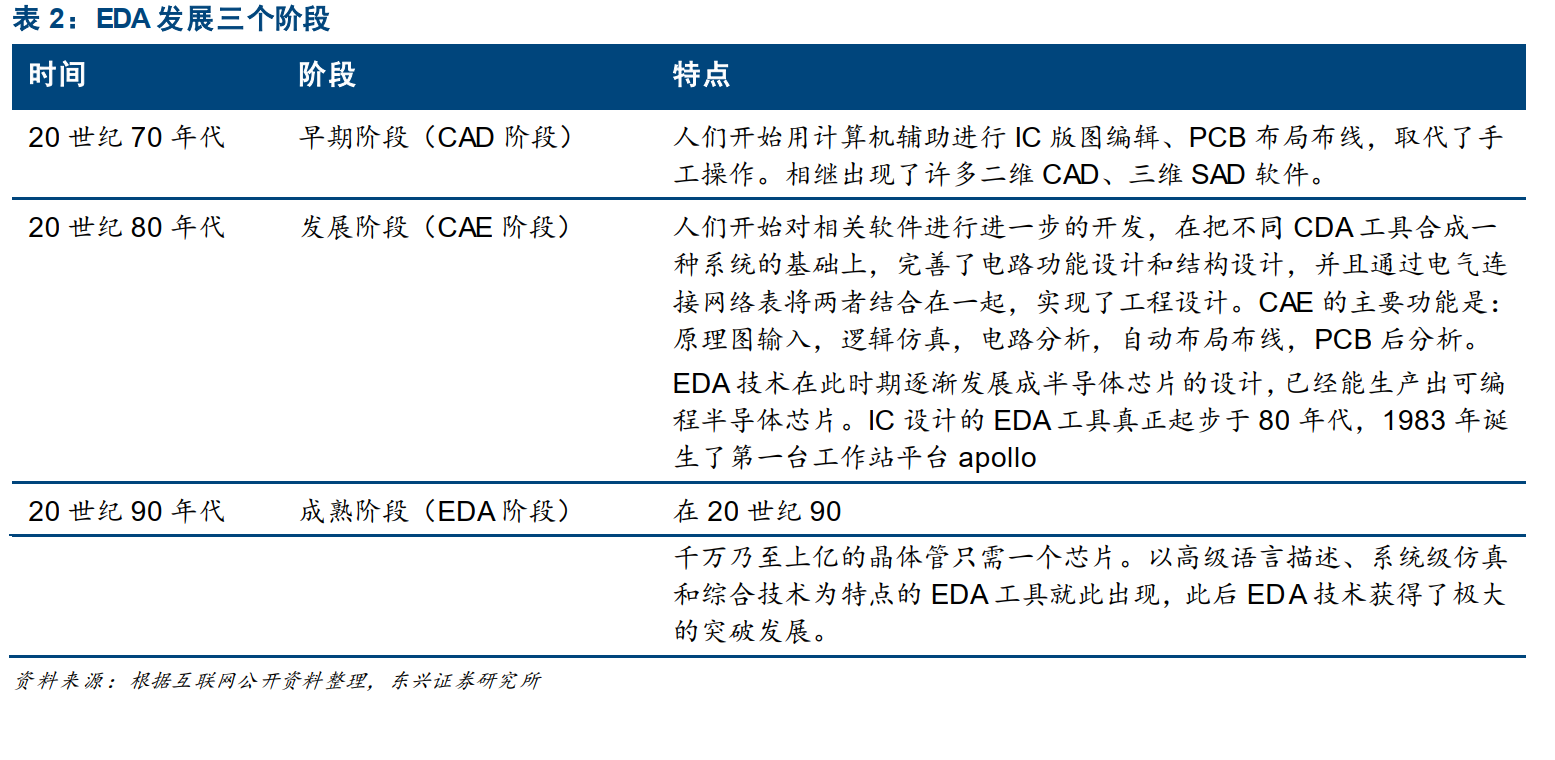 表 2：EDA 发展三个阶段
时间 阶段 特点
20 世纪 70 年代 早期阶段（CAD 阶段） 人们开始用计算机辅助进行 IC 版图编辑、PCB 布局布线，取代了手
工操作。相继出现了许多二维 CAD、三维 SAD 软件。
20 世纪 80 年代 发展阶段（CAE 阶段） 人们开始对相关软件进行进一步的开发，在把不同 CDA 工具合成一
种系统的基础上，完善了电路功能设计和结构设计，并且通过电气连
接网络表将两者结合在一起，实现了工程设计。CAE 的主要功能是：
原理图输入，逻辑仿真，电路分析，自动布局布线，PCB 后分析。
EDA 技术在此时期逐渐发展成半导体芯片的设计，已经能生产出可编
程半导体芯片。IC 设计的 EDA 工具真正起步于 80 年代，1983 年诞
生了第一台工作站平台 apollo
20 世纪 90 年代 成熟阶段（EDA 阶段） 在 20 世纪 90
千万乃至上亿的晶体管只需一个芯片。以高级语言描述、系统级仿真
和综合技术为特点的 EDA 工具就此出现，此后 EDA 技术获得了极大
的突破发展。
资料来源：根据互联网公开资料整理，东兴证券研究所